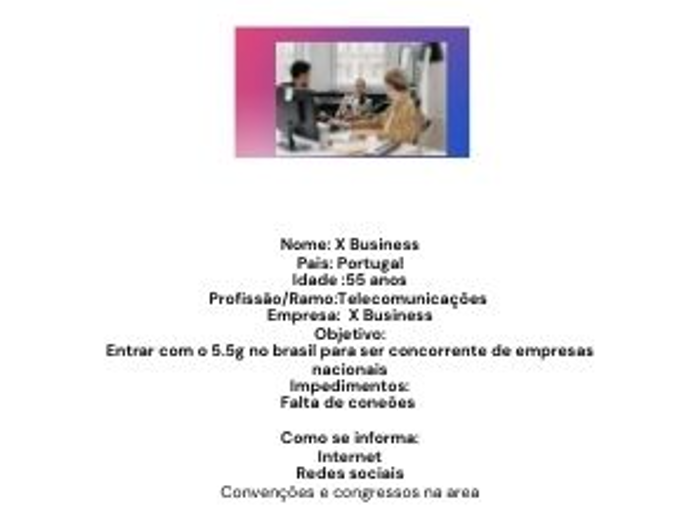 Nome: X Business
Pais: Portugal
Idade :55 anos
Profissão/Ramo:Telecomunicações
Empresa:  X Business
Objetivo:
Entrar com o 5.5g no brasil para ser concorrente de empresas
nacionais
Impedimentos:
Falta de coneões
Como se informa:
Internet
Redes sociais
Convenções e congressos na area